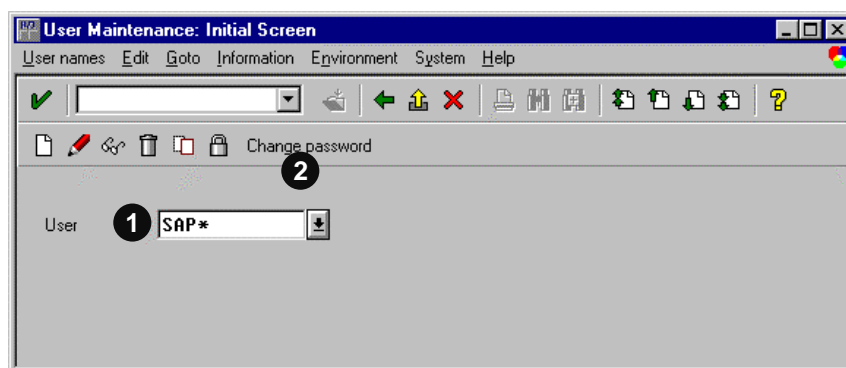 User Maintenance: Initial Screen
User names Edit Goto Information Environment System Help
Change password
2
User 1 SAP*